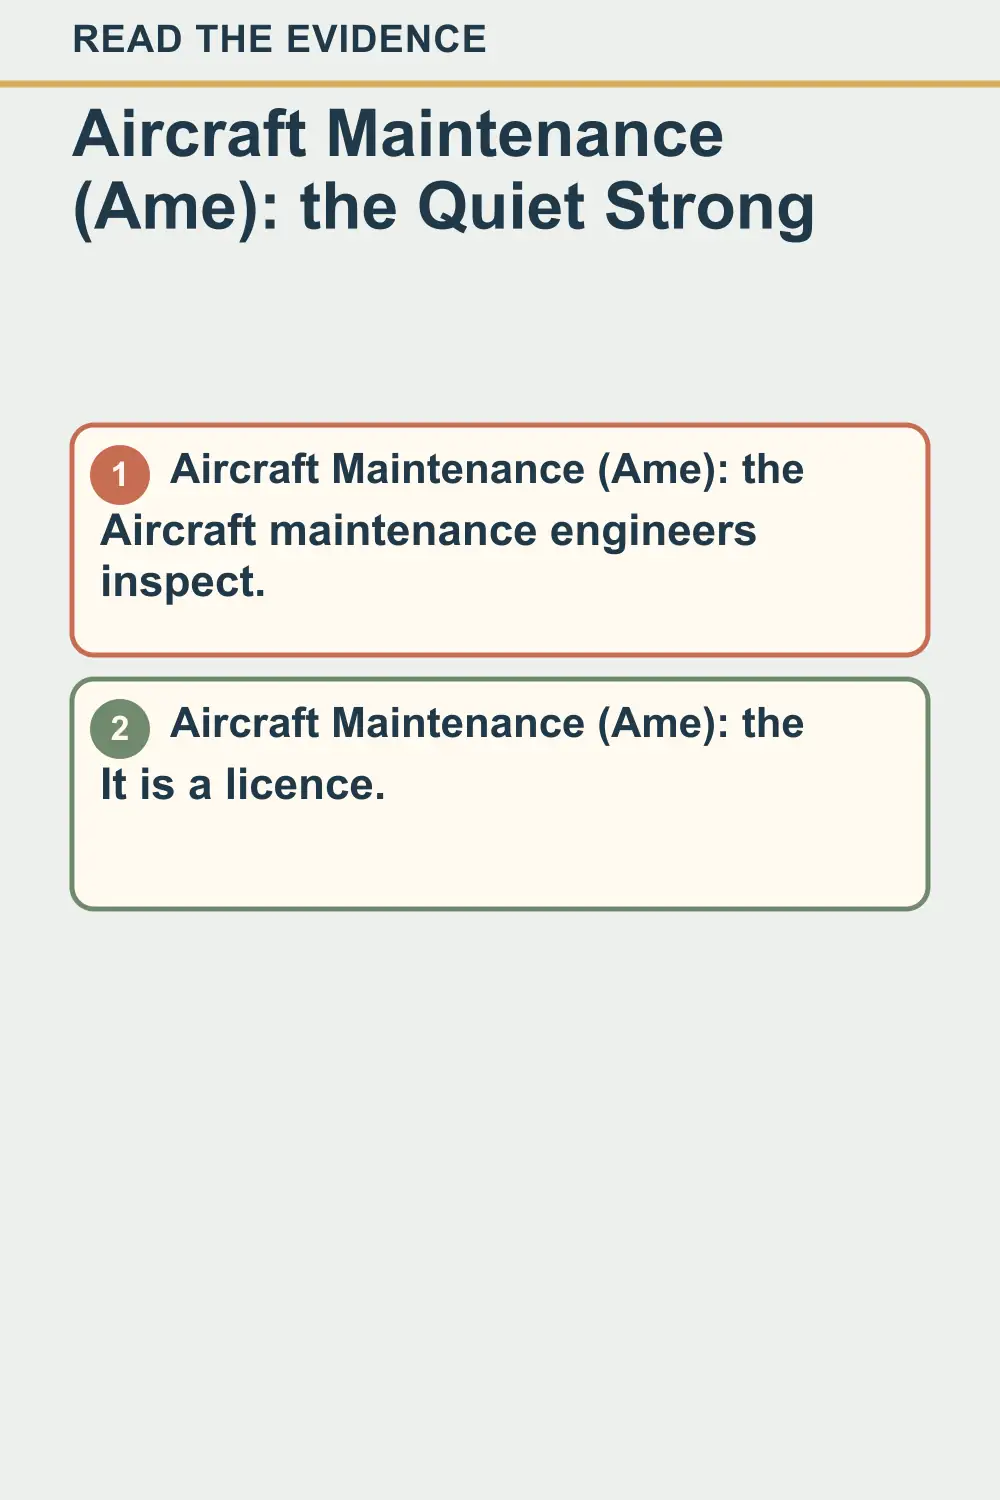 READ THE EVIDENCE
Aircraft Maintenance
(Ame): the Quiet Strong
1 Aircraft Maintenance (Ame): the
Aircraft maintenance engineers
inspect.
2 Aircraft Maintenance (Ame): the
It is a licence.